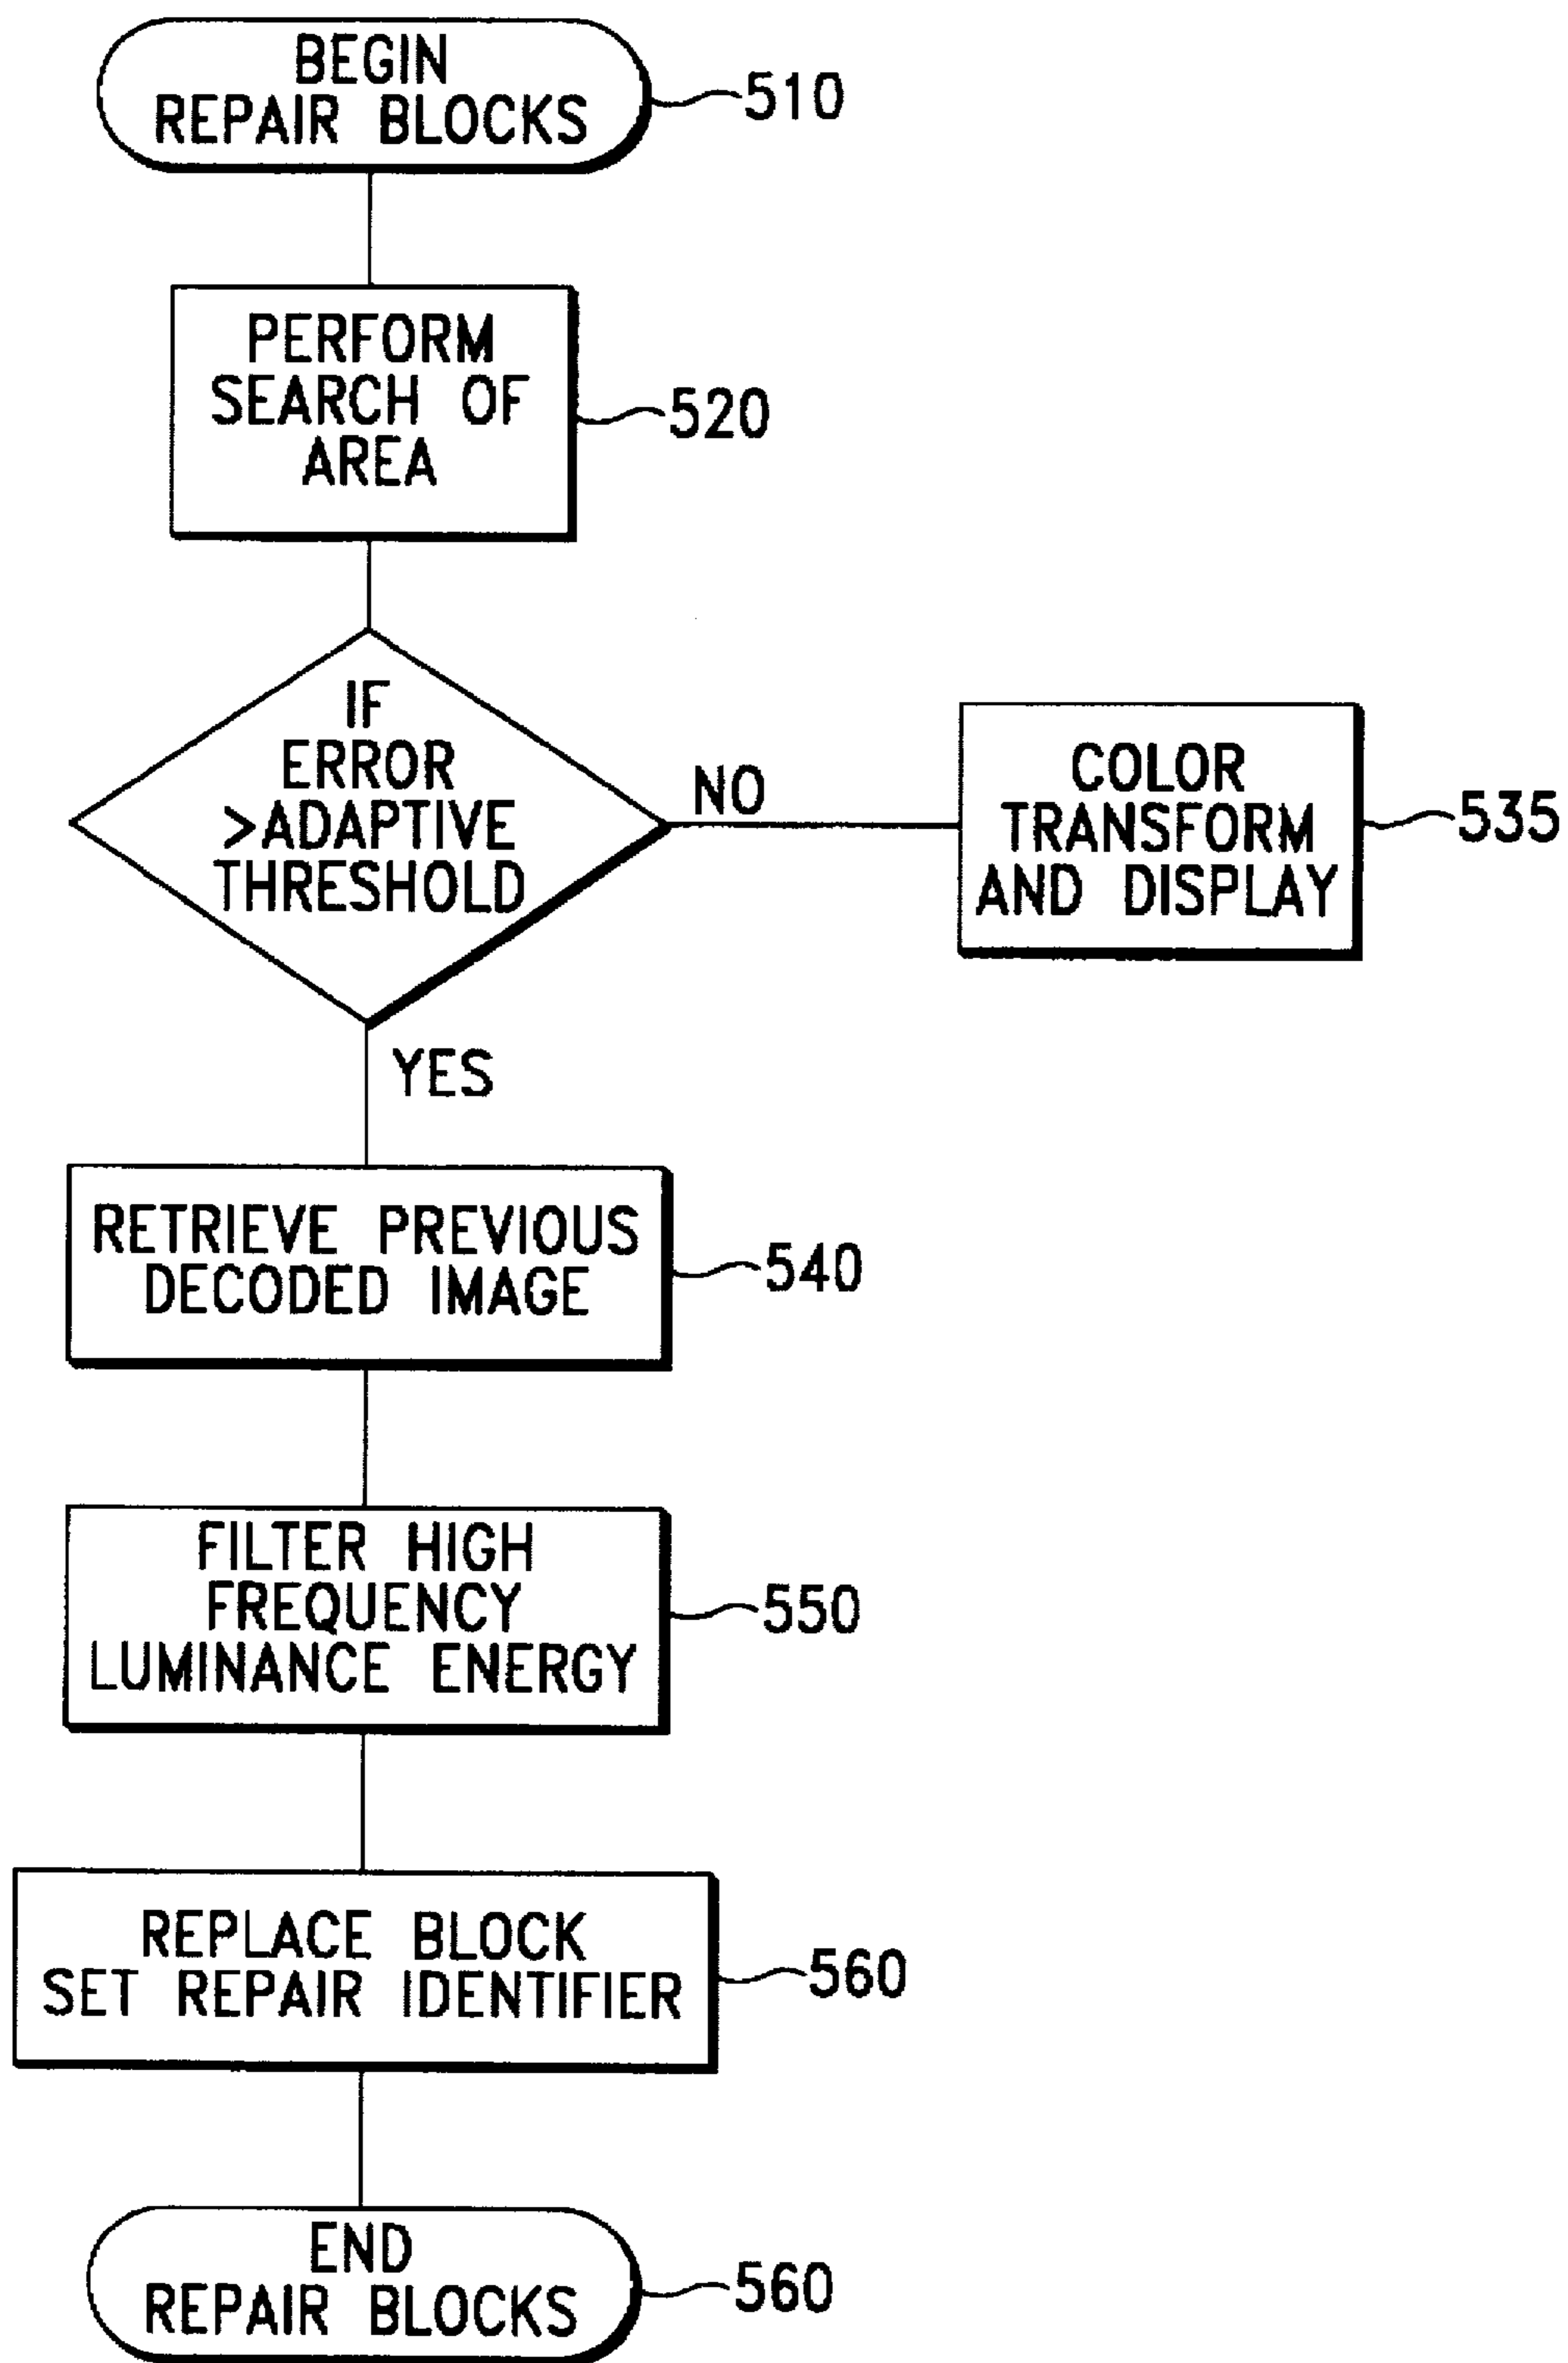 BEGIN
REPAIR BLOCKS
510
PERFORM
SEARCH OF
AREA
520
IF
ERROR
>ADAPTIVE
THRESHOLD
NO
COLOR
TRANSFORM
AND DISPLAY
535
YES
RETRIEVE PREVIOUS
DECODED IMAGE
540
FILTER HIGH
FREQUENCY
LUMINANCE ENERGY
550
REPLACE BLOCK
SET REPAIR IDENTIFIER
560
END
REPAIR BLOCKS
560